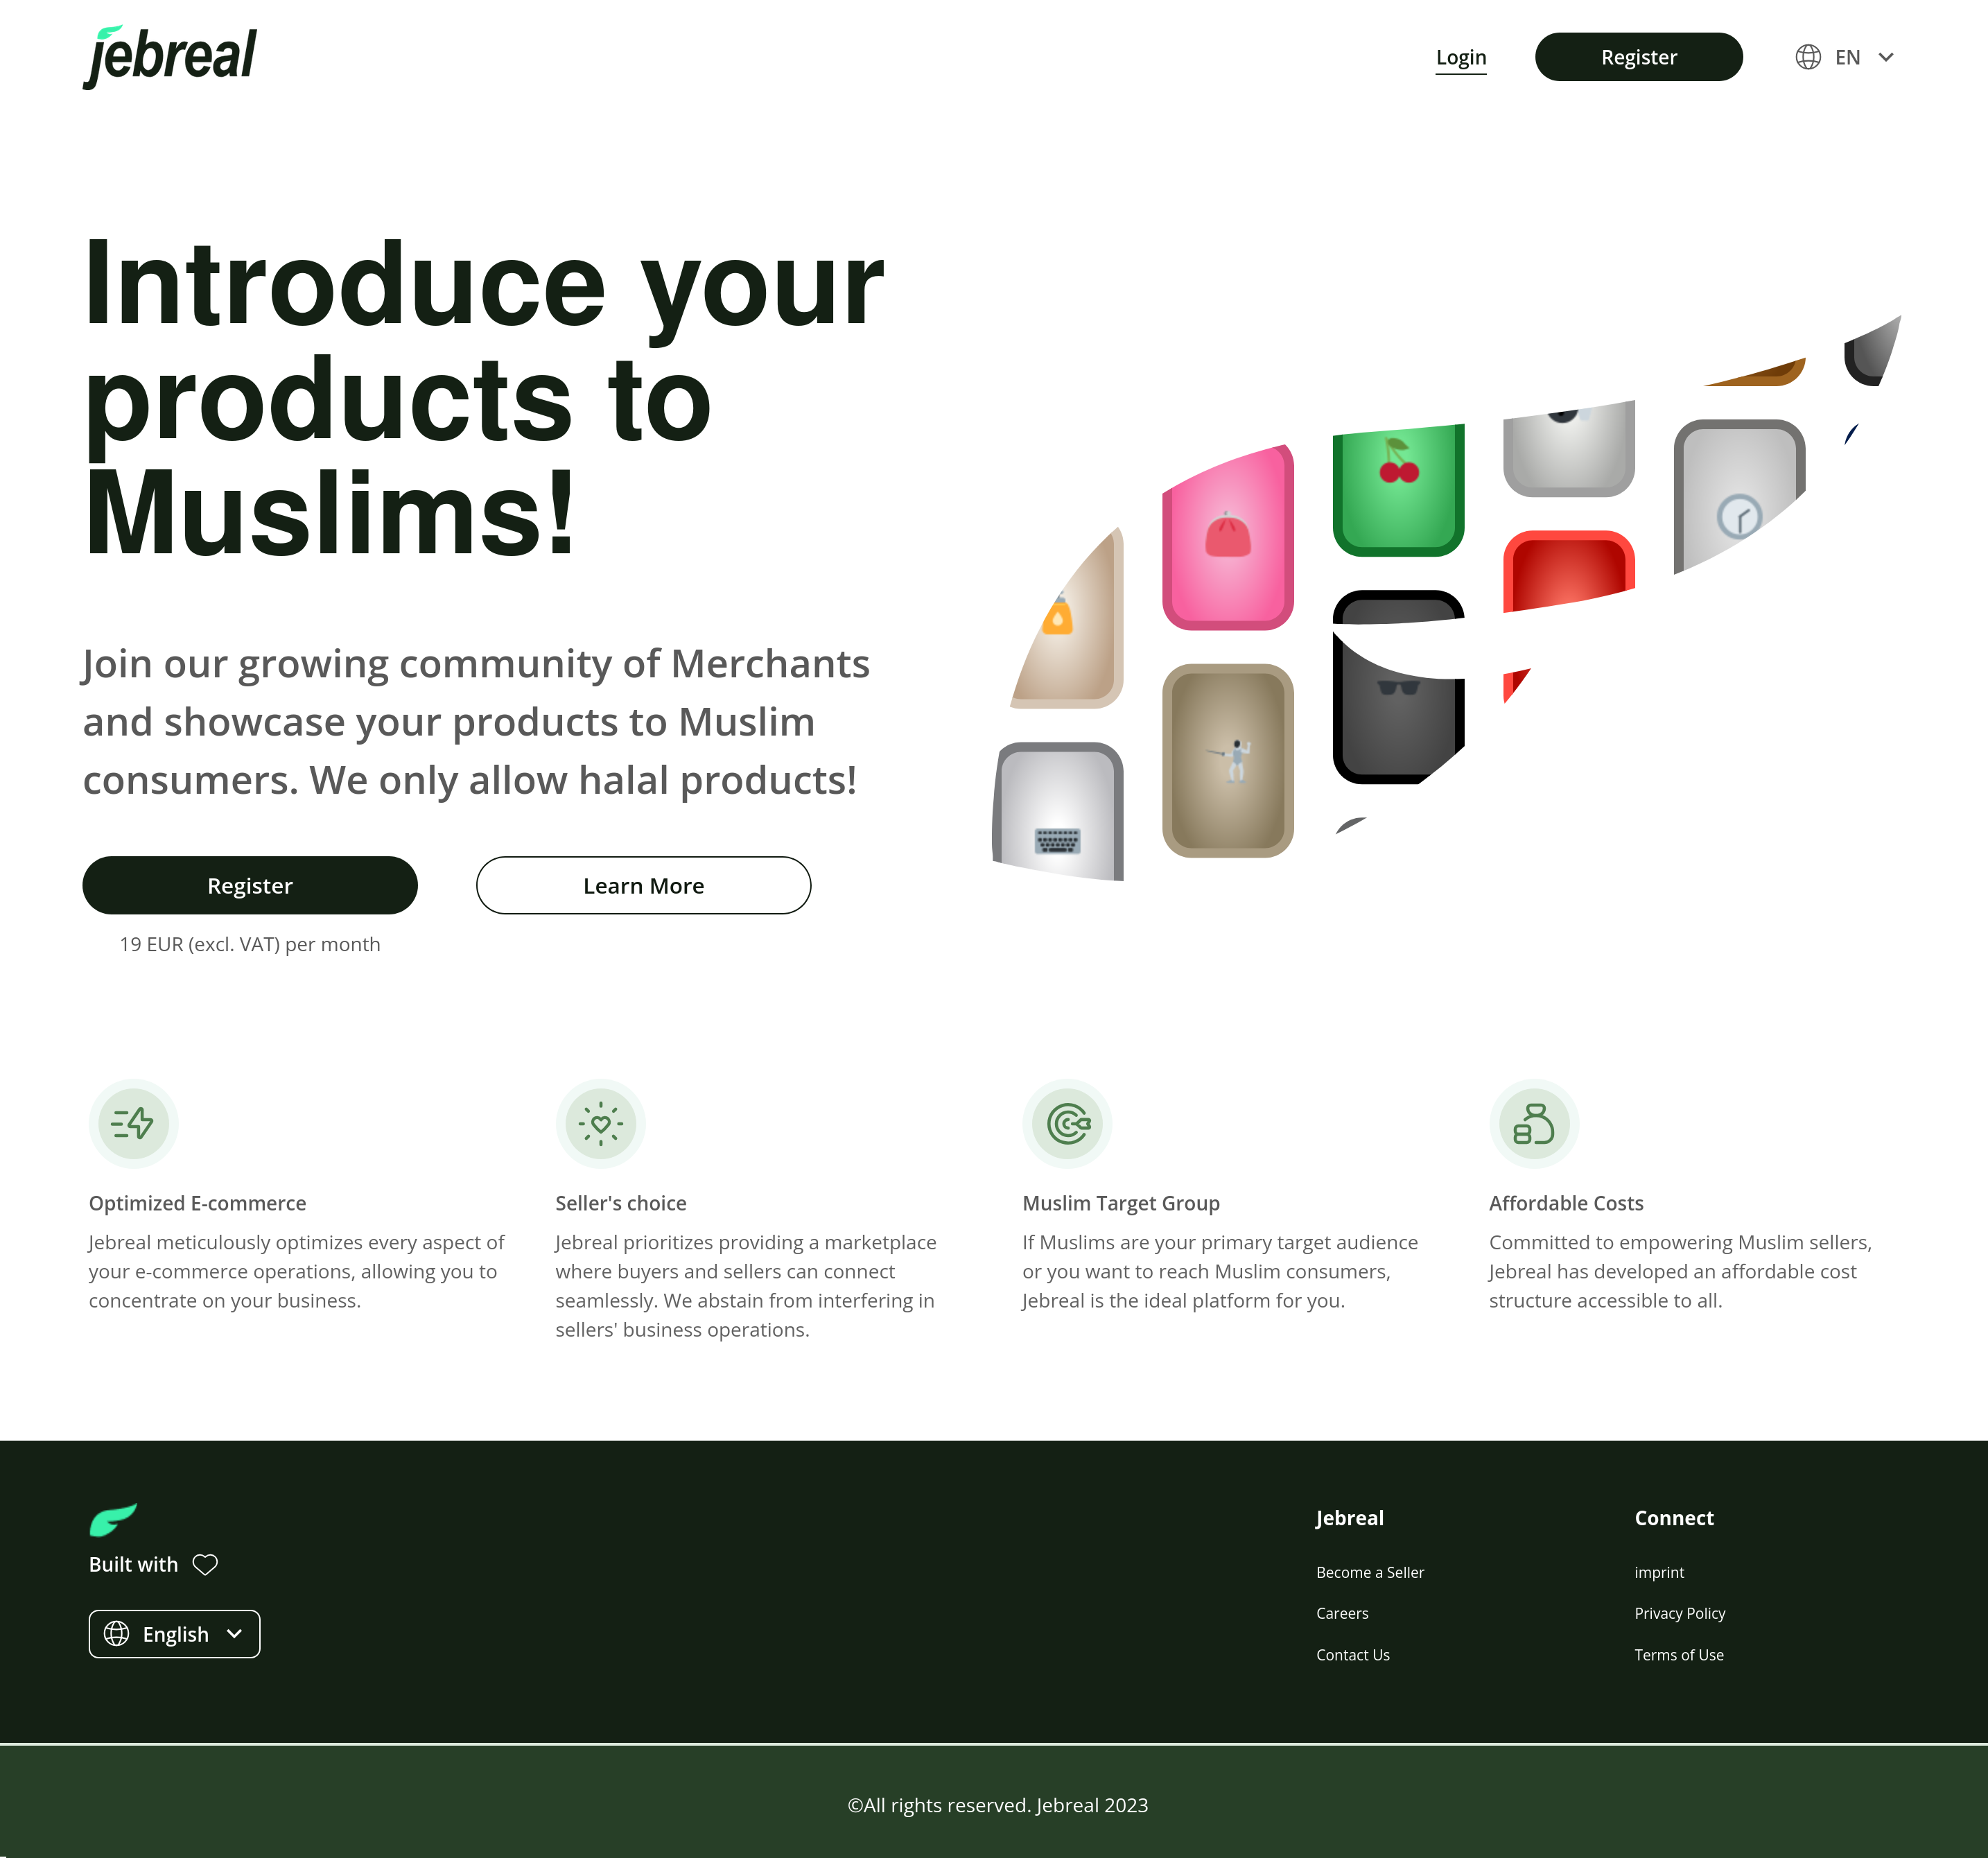 jebreal
Login
Register
EN
Introduce your
products to
Muslims!
Join our growing community of Merchants
and showcase your products to Muslim
consumers. We only allow halal products!
Register
Learn More
19 EUR (excl. VAT) per month
Optimized E-commerce
Jebreal meticulously optimizes every aspect of
your e-commerce operations, allowing you to
concentrate on your business.
Seller's choice
Jebreal prioritizes providing a marketplace
where buyers and sellers can connect
seamlessly. We abstain from interfering in
sellers' business operations.
Muslim Target Group
If Muslims are your primary target audience
or you want to reach Muslim consumers,
Jebreal is the ideal platform for you.
Affordable Costs
Committed to empowering Muslim sellers,
Jebreal has developed an affordable cost
structure accessible to all.
Built with
English
Jebreal
Become a Seller
Careers
Contact Us
Connect
imprint
Privacy Policy
Terms of Use
©All rights reserved. Jebreal 2023